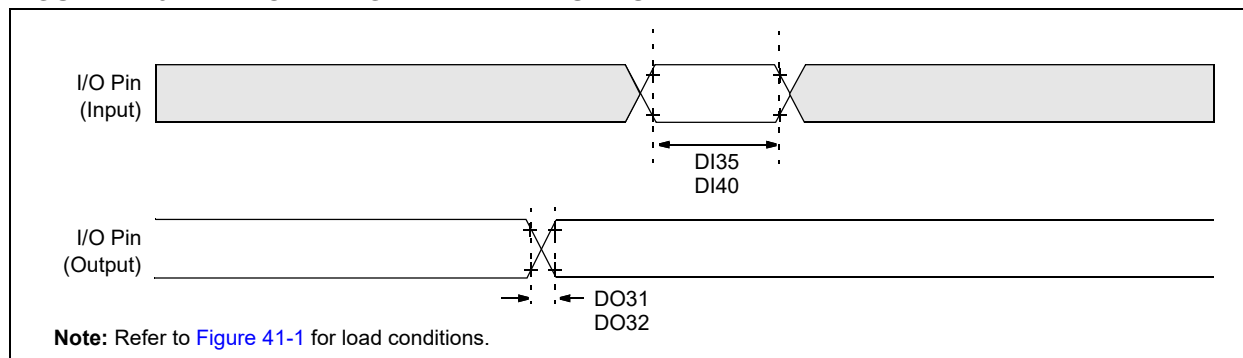 I/O Pin
(Input)
DI35
DI40
I/O Pin
(Output)
DO31
DO32
Note: Refer to Figure 41-1 for load conditions.